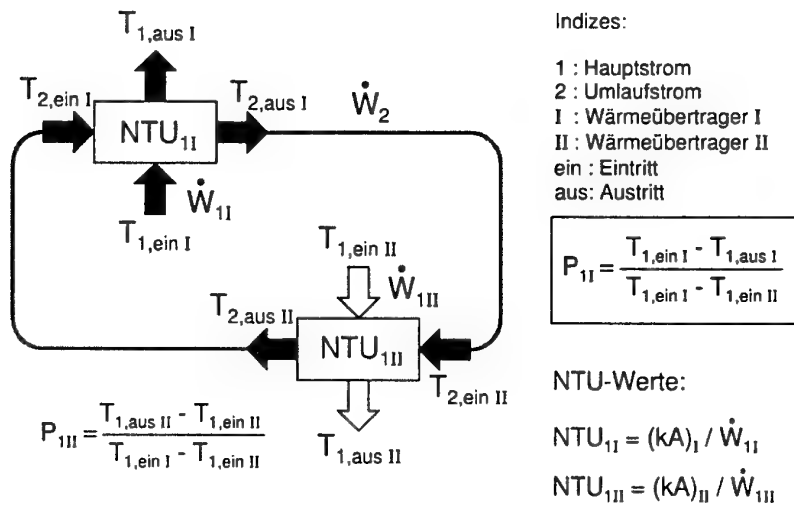 T1,aus I
T2,ein I
T2,aus I
Ẇ2
NTU1I
Ẇ1I
T1,ein I
T1,ein II
Ẇ1II
T2,aus II
NTU1II
T2,ein II
T1,aus II
P1II = (T1,aus II - T1,ein II) / (T1,ein I - T1,ein II)
Indizes:
1 : Hauptstrom
2 : Umlaufstrom
I : Wärmeübertrager I
II : Wärmeübertrager II
ein : Eintritt
aus: Austritt
P1I = (T1,ein I - T1,aus I) / (T1,ein I - T1,ein II)
NTU-Werte:
NTU1I = (kA)I / Ẇ1I
NTU1II = (kA)II / Ẇ1II